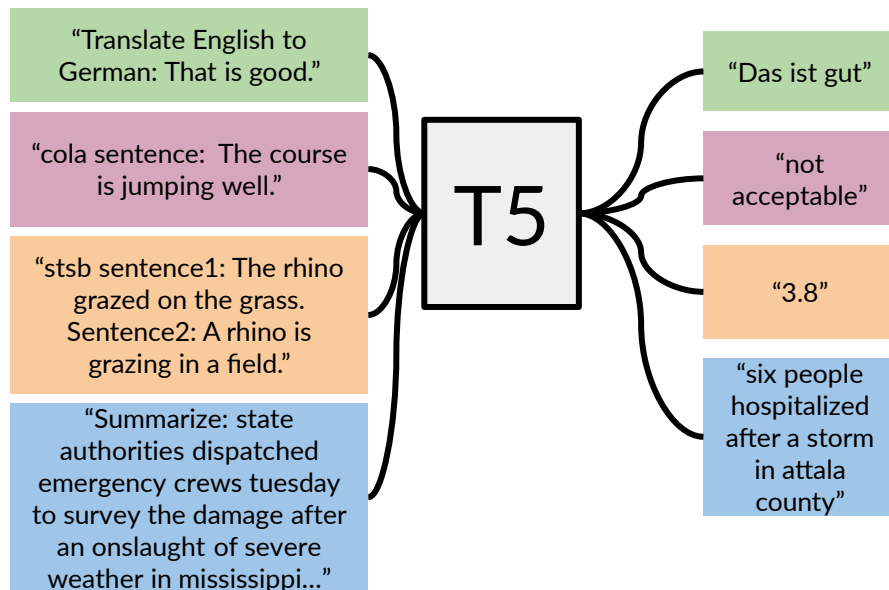 “Translate English to
German: That is good.”
“cola sentence:  The course
is jumping well.”
“stsb sentence1: The rhino
grazed on the grass.
Sentence2: A rhino is
grazing in a field.”
“Summarize: state
authorities dispatched
emergency crews tuesday
to survey the damage after
an onslaught of severe
weather in mississippi...”
T5
“Das ist gut”
“not
acceptable”
“3.8”
“six people
hospitalized
after a storm
in attala
county”